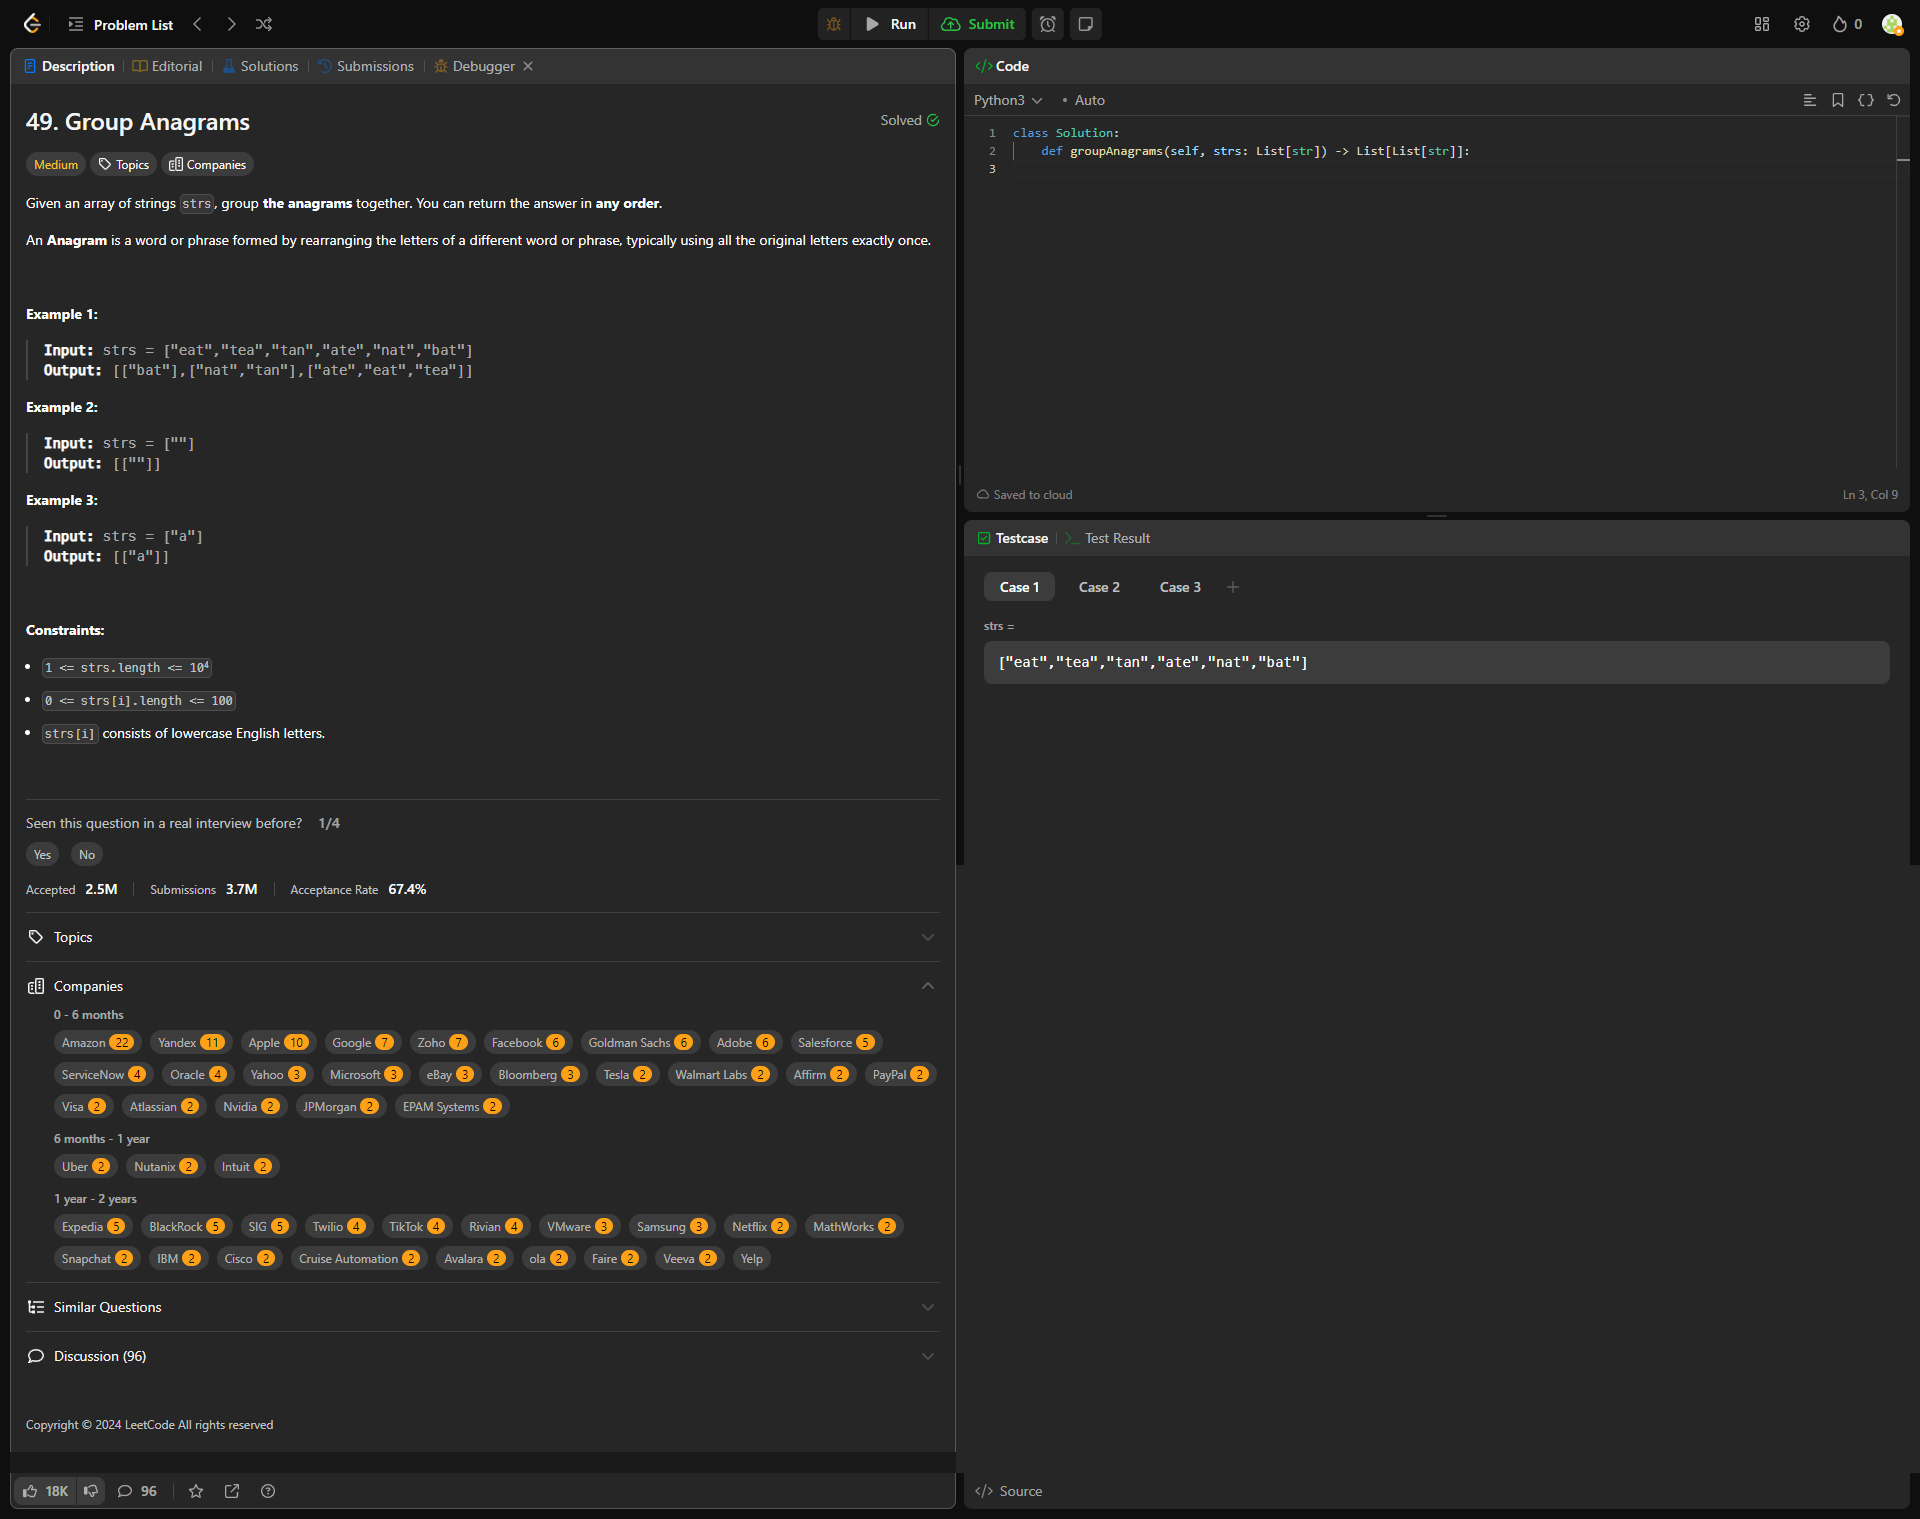 Problem List
Run
Submit
0
Description
Editorial
Solutions
Submissions
Debugger
49. Group Anagrams
Solved
Medium
Topics
Companies
Given an array of strings strs, group the anagrams together. You can return the answer in any order.
An Anagram is a word or phrase formed by rearranging the letters of a different word or phrase, typically using all the original letters exactly once.
Example 1:
Input: strs = ["eat","tea","tan","ate","nat","bat"]
Output: [["bat"],["nat","tan"],["ate","eat","tea"]]
Example 2:
Input: strs = [""]
Output: [[""]]
Example 3:
Input: strs = ["a"]
Output: [["a"]]
Constraints:
1 <= strs.length <= 10⁴
0 <= strs[i].length <= 100
strs[i] consists of lowercase English letters.
Seen this question in a real interview before? 1/4
Yes No
Accepted 2.5M Submissions 3.7M Acceptance Rate 67.4%
Topics
Companies
0 - 6 months
Amazon 22 Yandex 11 Apple 10 Google 7 Zoho 7 Facebook 6 Goldman Sachs 6 Adobe 6 Salesforce 5
ServiceNow 4 Oracle 4 Yahoo 3 Microsoft 3 eBay 3 Bloomberg 3 Tesla 2 Walmart Labs 2 Affirm 2 PayPal 2
Visa 2 Atlassian 2 Nvidia 2 JPMorgan 2 EPAM Systems 2
6 months - 1 year
Uber 2 Nutanix 2 Intuit 2
1 year - 2 years
Expedia 5 BlackRock 5 SIG 5 Twilio 4 TikTok 4 Rivian 4 VMware 3 Samsung 3 Netflix 2 MathWorks 2
Snapchat 2 IBM 2 Cisco 2 Cruise Automation 2 Avalara 2 ola 2 Faire 2 Veeva 2 Yelp
Similar Questions
Discussion (96)
Copyright © 2024 LeetCode All rights reserved
18K 96
</> Code
Python3 • Auto
1 class Solution:
2 def groupAnagrams(self, strs: List[str]) -> List[List[str]]:
3
Saved to cloud
Ln 3, Col 9
Testcase
Test Result
Case 1 Case 2 Case 3 +
strs =
["eat","tea","tan","ate","nat","bat"]
</> Source